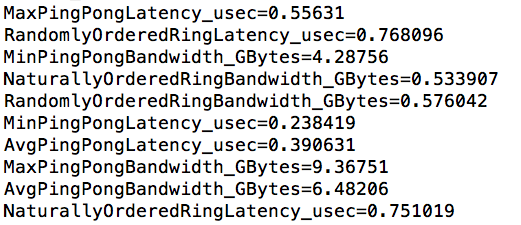 MaxPingPongLatency_usec=0.55631
RandomlyOrderedRingLatency_usec=0.768096
MinPingPongBandwidth_GBytes=4.28756
NaturallyOrderedRingBandwidth_GBytes=0.533907
RandomlyOrderedRingBandwidth_GBytes=0.576042
MinPingPongLatency_usec=0.238419
AvgPingPongLatency_usec=0.390631
MaxPingPongBandwidth_GBytes=9.36751
AvgPingPongBandwidth_GBytes=6.48206
NaturallyOrderedRingLatency_usec=0.751019